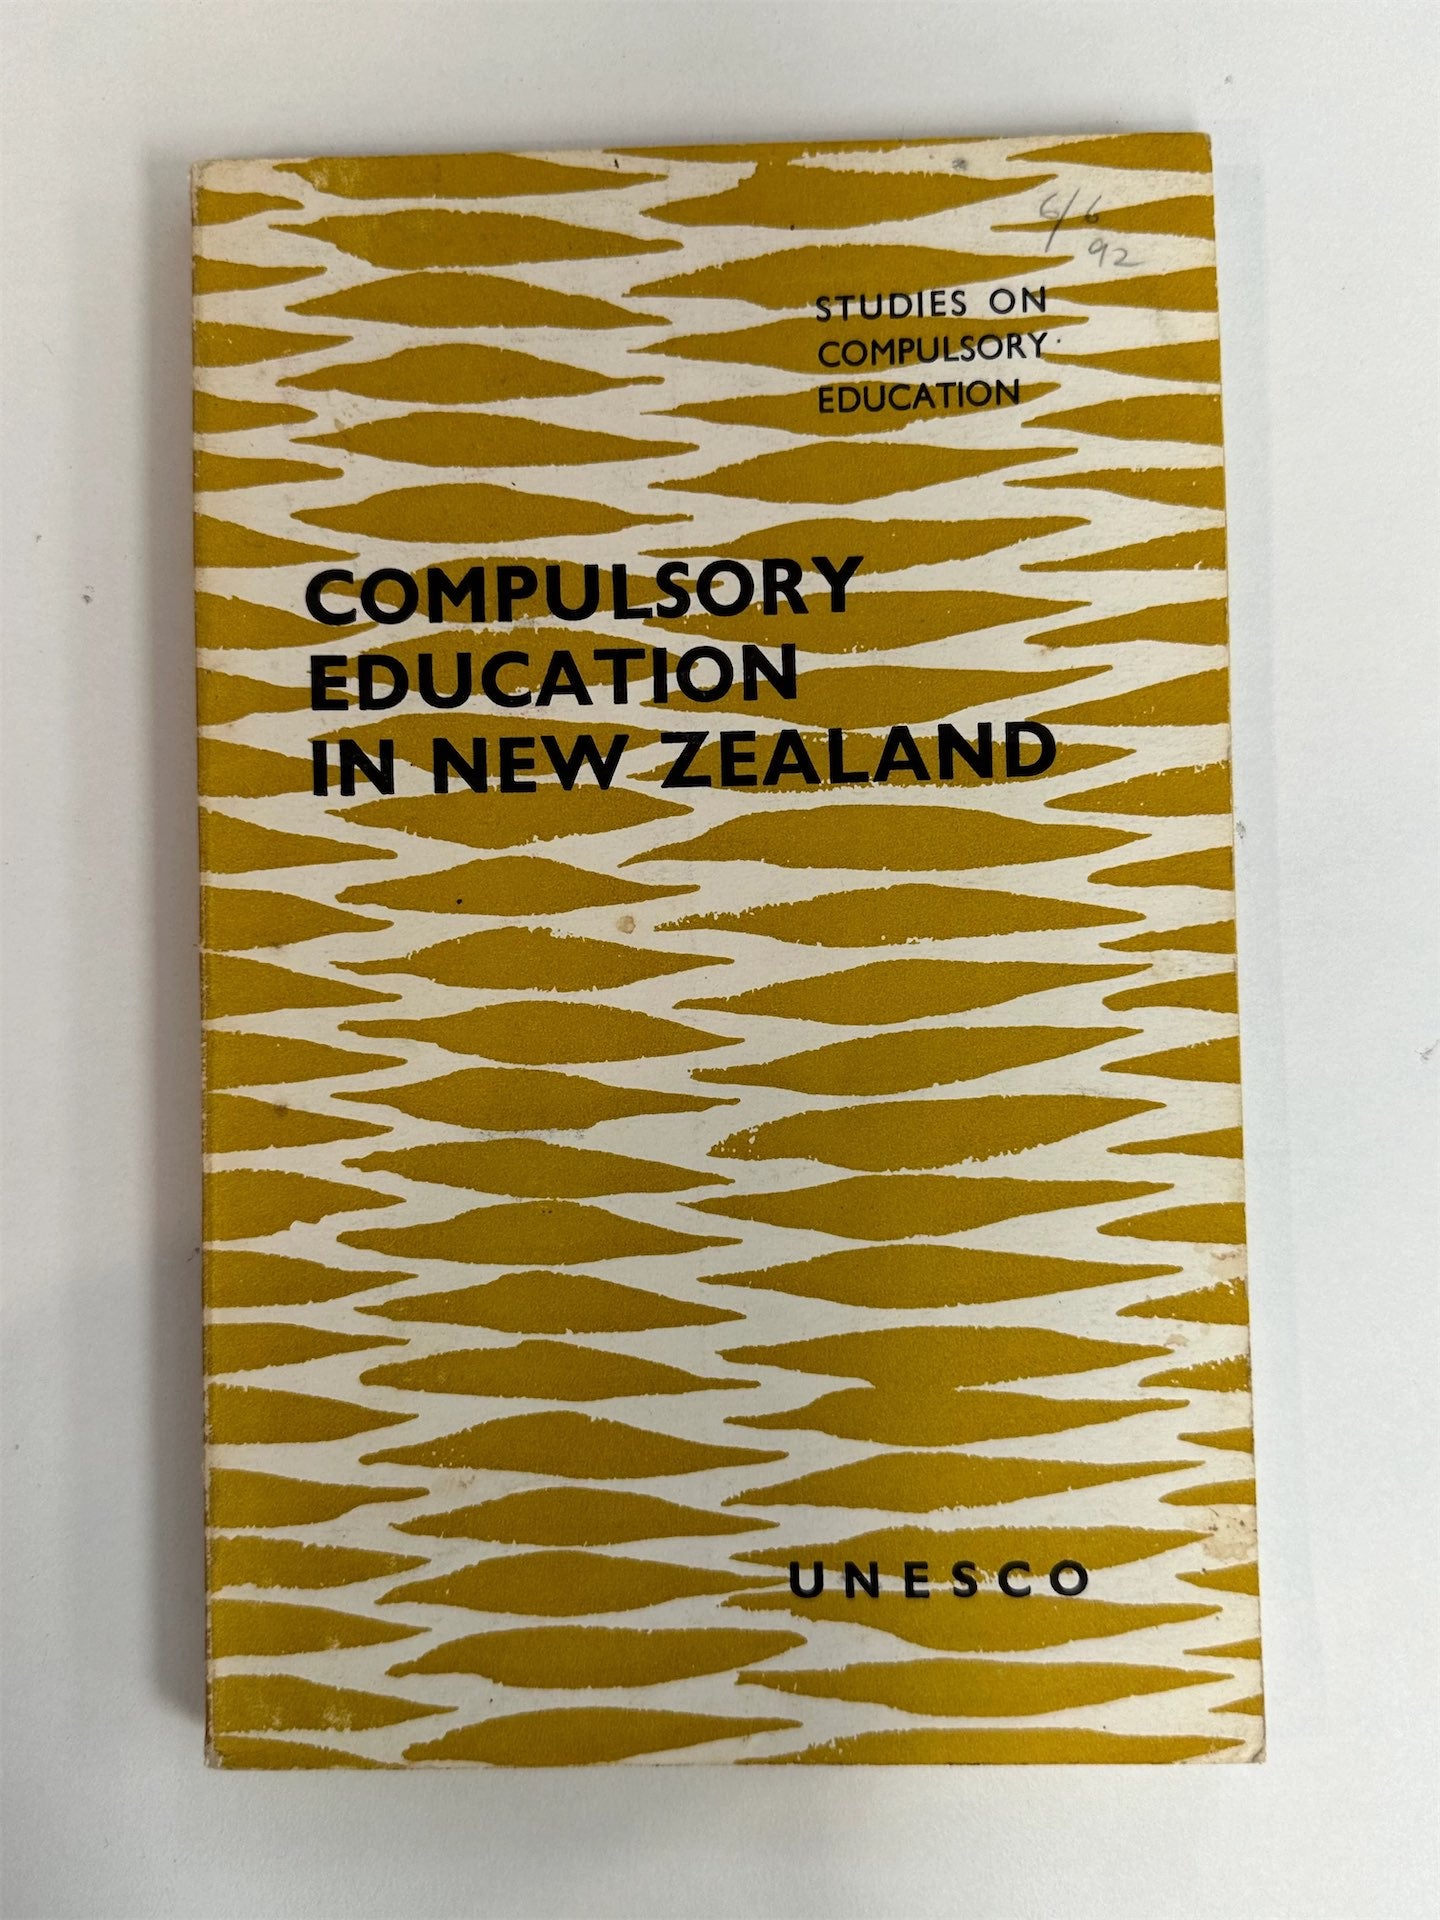 6/6
92
STUDIES ON
COMPULSORY
EDUCATION
COMPULSORY
EDUCATION
IN NEW ZEALAND
UNESCO